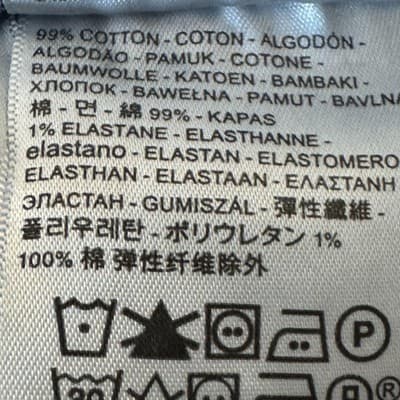 99% COTTON - COTON - ALGODÓN -
ALGODÃO - PAMUK - COTONE -
BAUMWOLLE - KATOEN - BAMBAKI -
ХЛОПОК - BAWEŁNA - PAMUT - BAVLNA
棉 - 면 - 綿 99% - KAPAS
1% ELASTANE - ELASTHANNE -
elastano - ELASTAN - ELASTOMERO
ELASTHAN - ELASTAAN - ΕΛΑΣΤΑΝΗ
ЭЛАСТАН - GUMISZÁL - 彈性纖維 -
폴리우레탄 - ポリウレタン 1%
100% 棉 弹性纤维除外
P
30
R